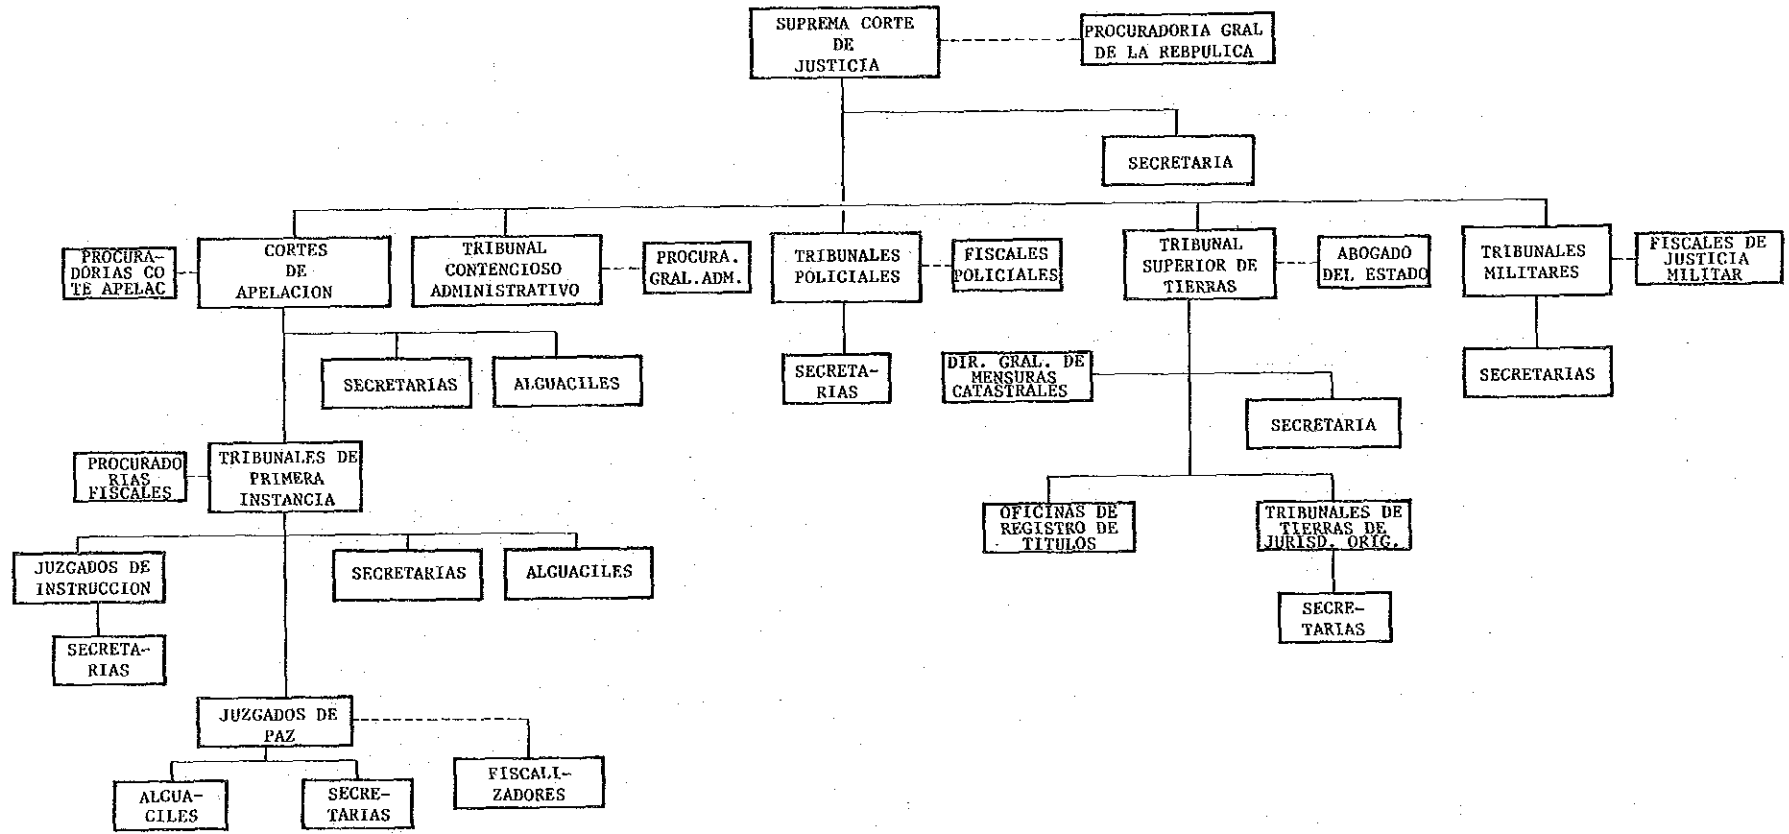 SUPREMA CORTE
DE
JUSTICIA
PROCURADORIA GRAL
DE LA REBPULICA
SECRETARIA
PROCURA-
DORIAS CO
TE APELAC
CORTES
DE
APELACION
TRIBUNAL
CONTENCIOSO
ADMINISTRATIVO
PROCURA.
GRAL.ADM.
TRIBUNALES
POLICIALES
FISCALES
POLICIALES
TRIBUNAL
SUPERIOR DE
TIERRAS
ABOGADO
DEL ESTADO
TRIBUNALES
MILITARES
FISCALES DE
JUSTICIA
MILITAR
SECRETARIAS
ALGUACILES
SECRETA-
RIAS
DIR. GRAL. DE
MENSURAS
CATASTRALES
SECRETARIA
SECRETARIAS
PROCURADO
RIAS
FISCALES
TRIBUNALES DE
PRIMERA
INSTANCIA
OFICINAS DE
REGISTRO DE
TITULOS
TRIBUNALES DE
TIERRAS DE
JURISD. ORIG.
JUZGADOS DE
INSTRUCCION
SECRETARIAS
ALGUACILES
SECRE-
TARIAS
SECRETA-
RIAS
JUZGADOS DE
PAZ
FISCALI-
ZADORES
ALGUA-
CILES
SECRE-
TARIAS